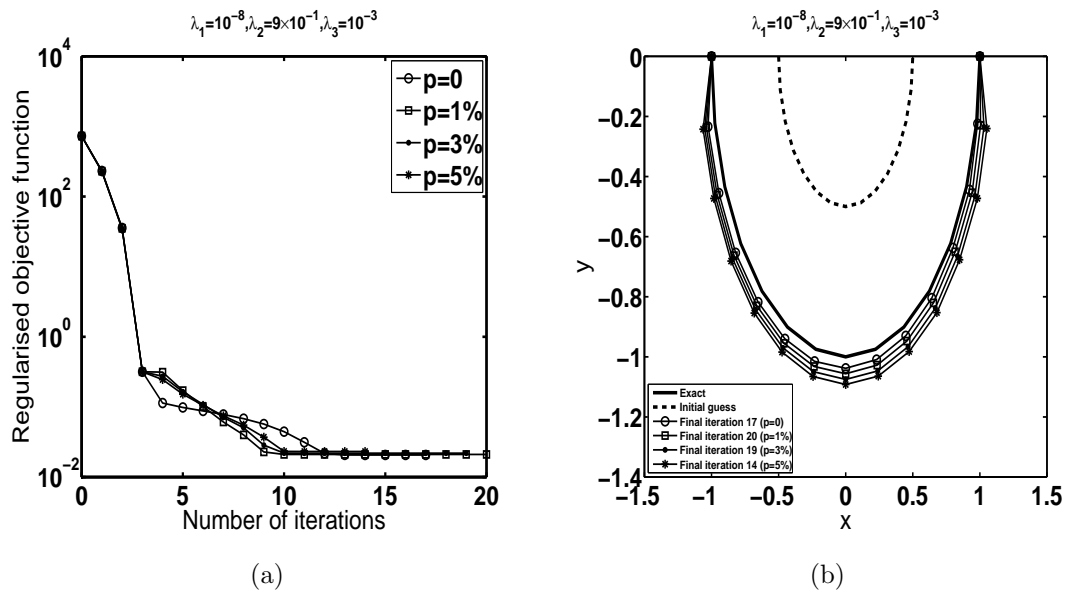 λ1=10^-8,λ2=9×10^-1,λ3=10^-3
10^4
10^2
10^0
10^-2
Regularised objective function
p=0
p=1%
p=3%
p=5%
0 5 10 15 20
Number of iterations
(a)
λ1=10^-8,λ2=9×10^-1,λ3=10^-3
0
−0.2
−0.4
−0.6
−0.8
−1
−1.2
−1.4
y
Exact
Initial guess
Final iteration 17 (p=0)
Final iteration 20 (p=1%)
Final iteration 19 (p=3%)
Final iteration 14 (p=5%)
−1.5 −1 −0.5 0 0.5 1 1.5
x
(b)